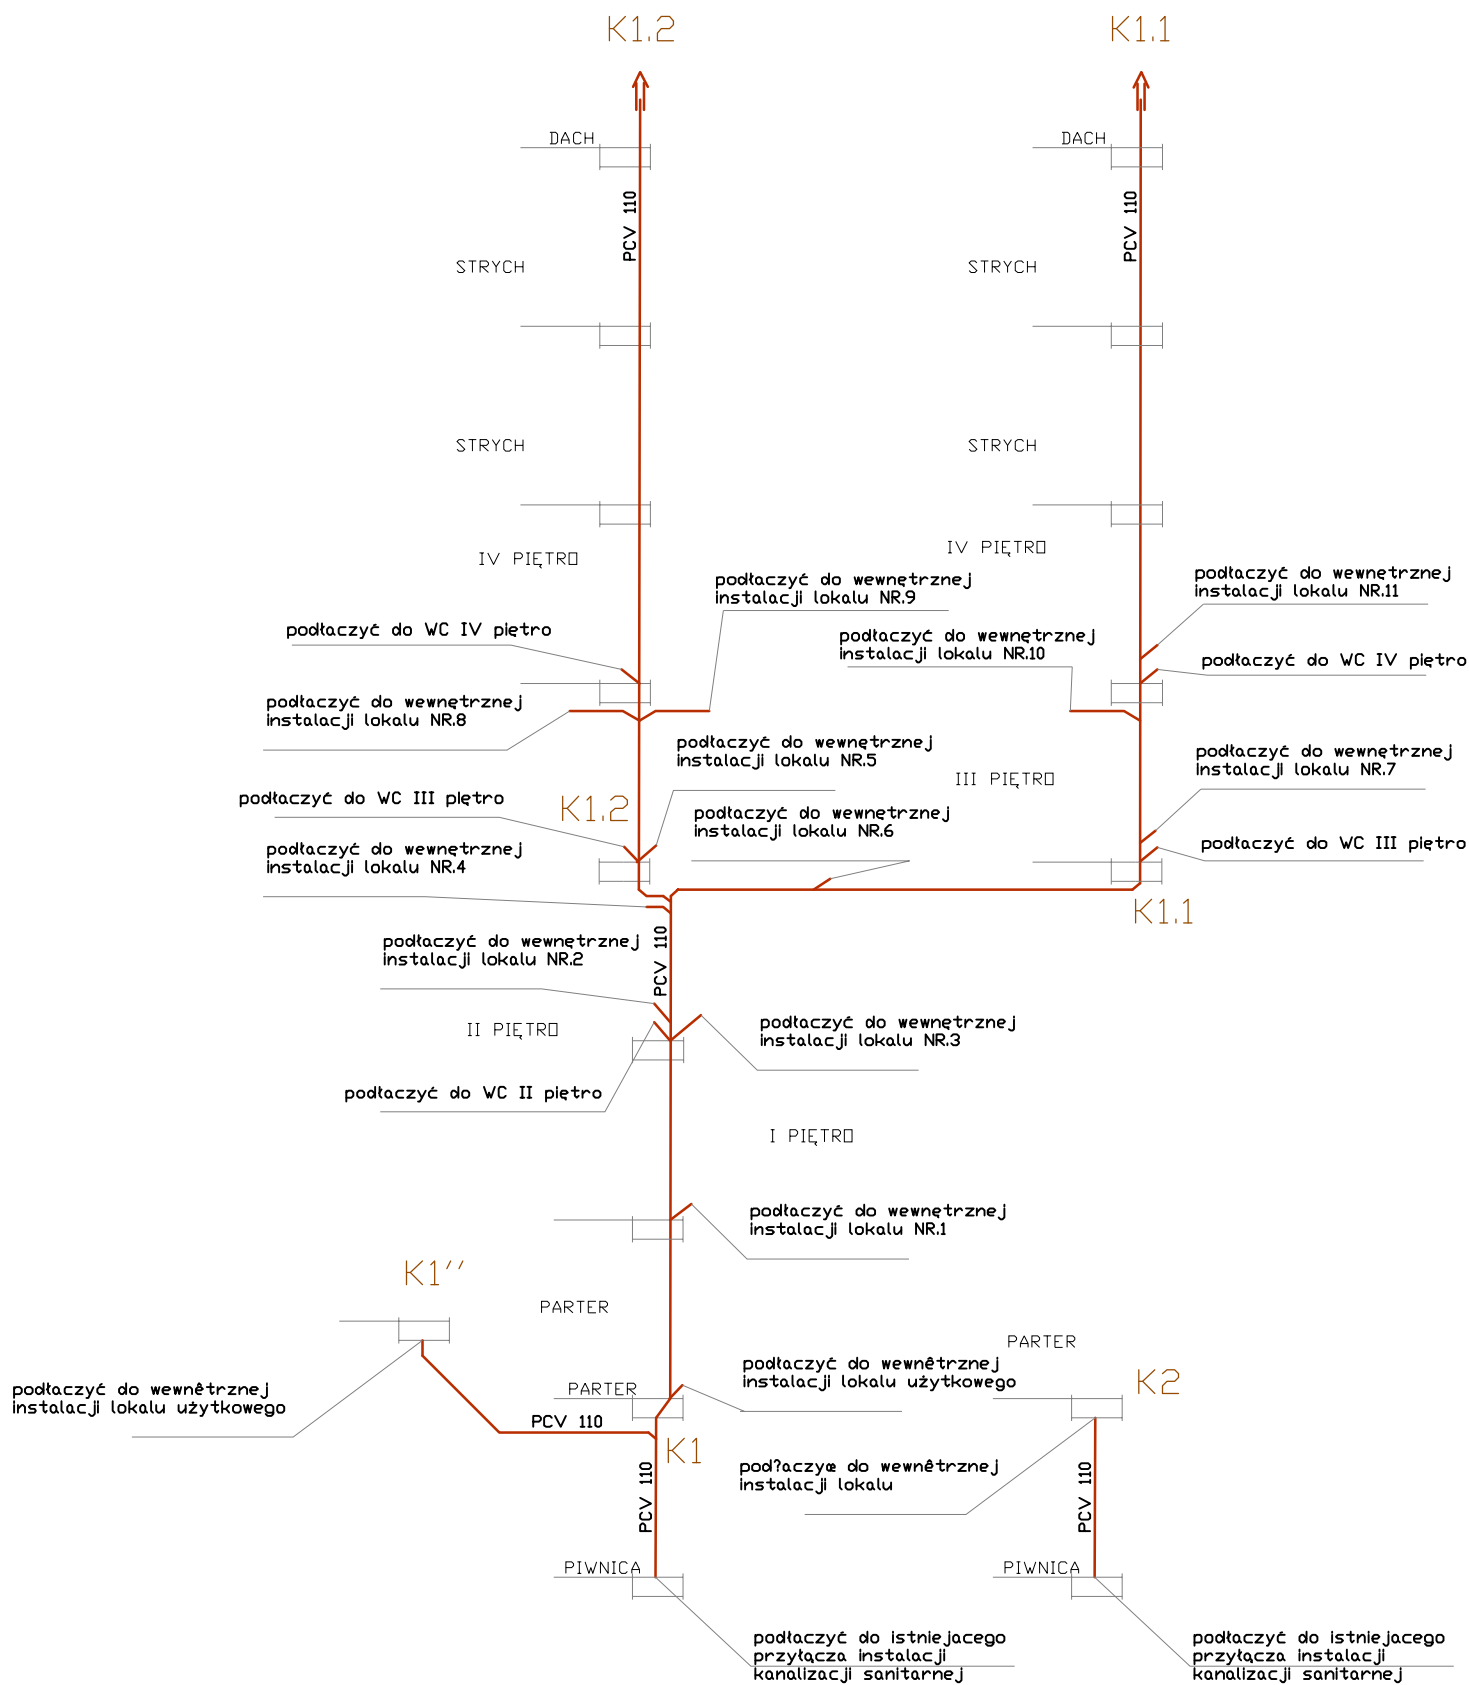 K1.2
K1.1
DACH
DACH
PCV 110
PCV 110
STRYCH
STRYCH
STRYCH
STRYCH
IV PIĘTRO
IV PIĘTRO
podłaczyć do wewnętrznej
instalacji lokalu NR.9
podłaczyć do wewnętrznej
instalacji lokalu NR.11
podłaczyć do WC IV piętro
podłaczyć do wewnętrznej
instalacji lokalu NR.10
podłaczyć do WC IV piętro
podłaczyć do wewnętrznej
instalacji lokalu NR.8
podłaczyć do wewnętrznej
instalacji lokalu NR.5
podłaczyć do wewnętrznej
instalacji lokalu NR.7
III PIĘTRO
podłaczyć do WC III piętro
K1.2
podłaczyć do wewnętrznej
instalacji lokalu NR.6
podłaczyć do WC III piętro
podłaczyć do wewnętrznej
instalacji lokalu NR.4
K1.1
podłaczyć do wewnętrznej
instalacji lokalu NR.2
PCV 110
II PIĘTRO
podłaczyć do wewnętrznej
instalacji lokalu NR.3
podłaczyć do WC II piętro
I PIĘTRO
podłaczyć do wewnętrznej
instalacji lokalu NR.1
K1''
PARTER
PARTER
podłaczyć do wewnêtrznej
instalacji lokalu użytkowego
PARTER
K2
podłaczyć do wewnêtrznej
instalacji lokalu użytkowego
PCV 110
K1
pod?aczyœ do wewnêtrznej
instalacji lokalu
PCV 110
PCV 110
PIWNICA
PIWNICA
podłaczyć do istniejacego
przyłącza instalacji
kanalizacji sanitarnej
podłaczyć do istniejacego
przyłącza instalacji
kanalizacji sanitarnej